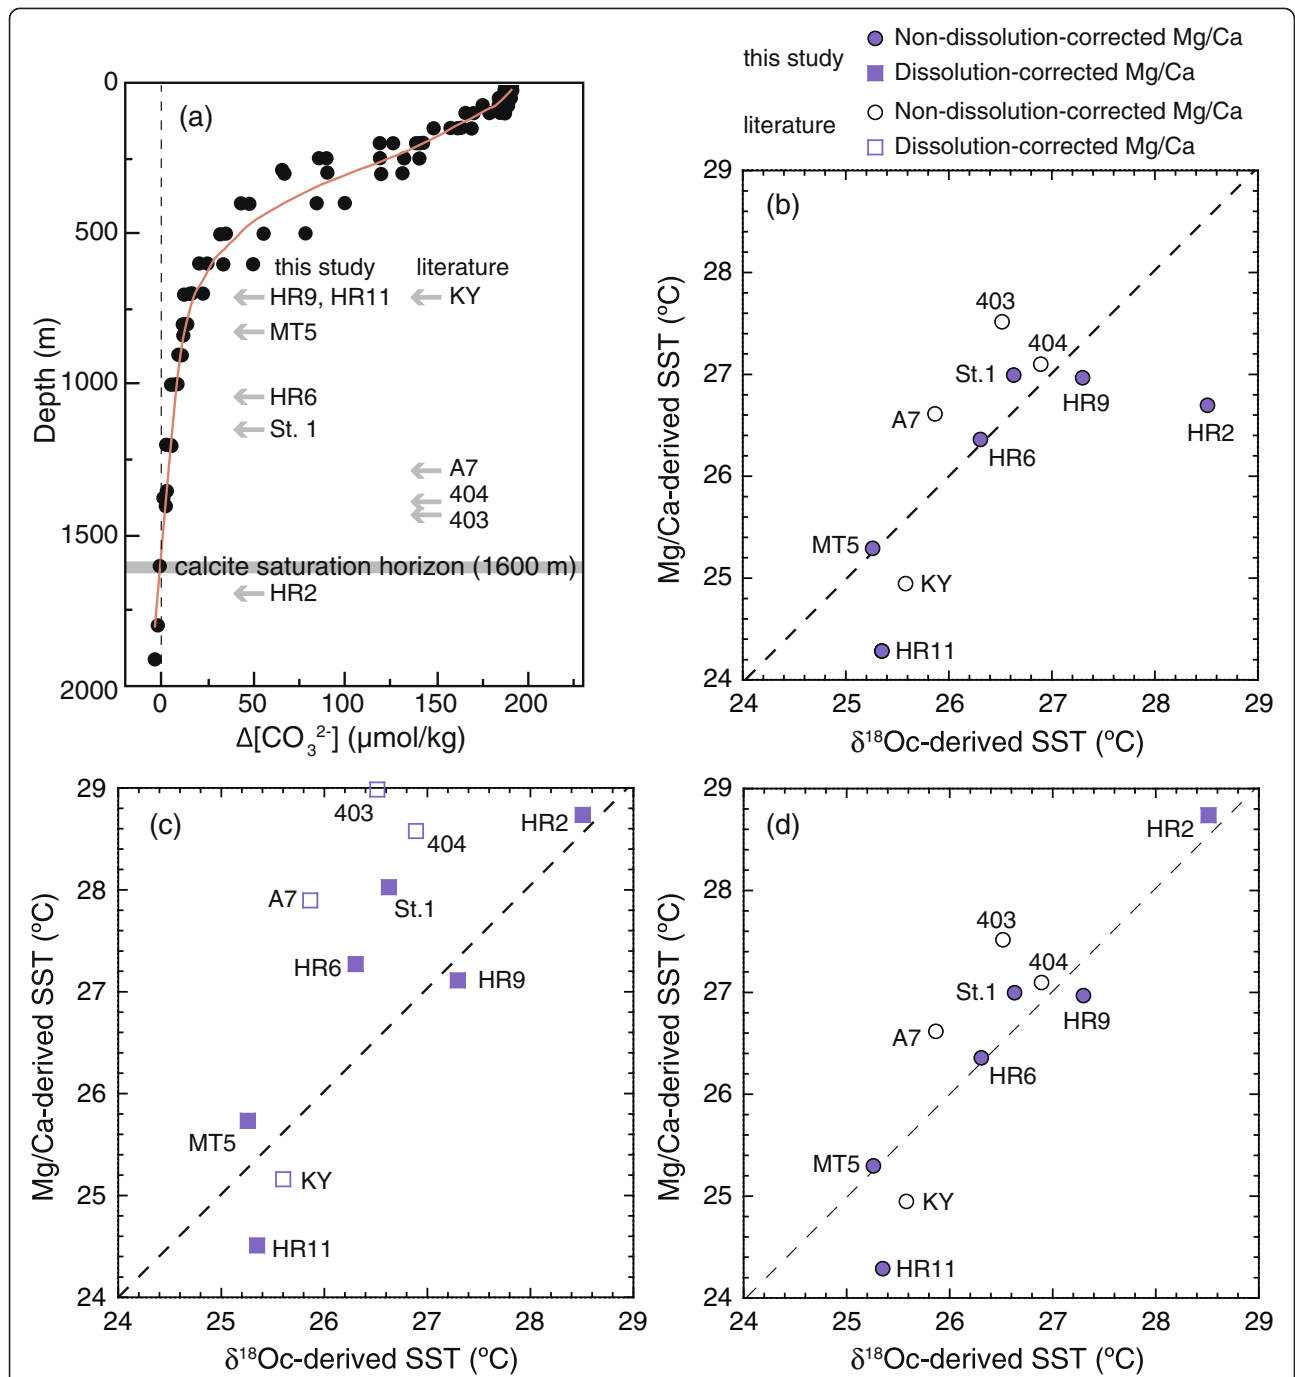 this study
Non-dissolution-corrected Mg/Ca
Dissolution-corrected Mg/Ca
literature
Non-dissolution-corrected Mg/Ca
Dissolution-corrected Mg/Ca
(a)
0
500
1000
1500
2000
Depth (m)
this study literature
HR9, HR11 KY
MT5
HR6
St. 1
A7
404
403
calcite saturation horizon (1600 m)
HR2
0 50 100 150 200
Δ[CO₃²⁻] (µmol/kg)
(b)
29
28
27
26
25
24
Mg/Ca-derived SST (ºC)
403
404
St.1
HR9
A7
HR2
HR6
MT5
KY
HR11
24 25 26 27 28 29
δ¹⁸Oc-derived SST (ºC)
(c)
29
28
27
26
25
24
Mg/Ca-derived SST (ºC)
403
HR2
404
A7
St.1
HR6
HR9
MT5
KY
HR11
24 25 26 27 28 29
δ¹⁸Oc-derived SST (ºC)
(d)
29
28
27
26
25
24
Mg/Ca-derived SST (ºC)
HR2
403
404
St.1
HR9
A7
HR6
MT5
KY
HR11
24 25 26 27 28 29
δ¹⁸Oc-derived SST (ºC)